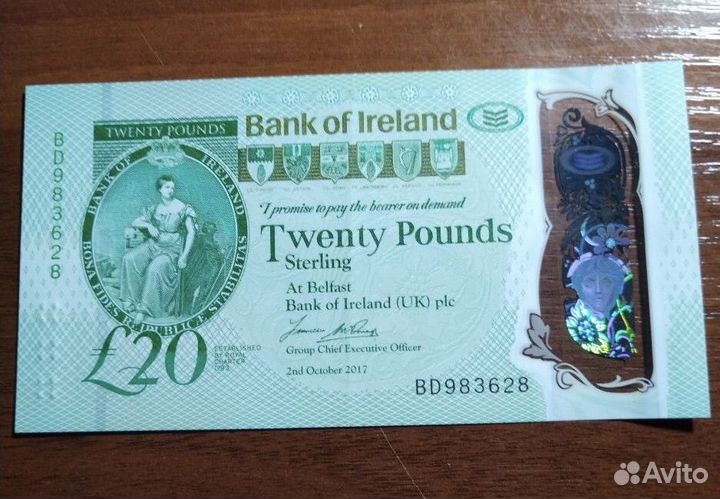 BD983628
TWENTY POUNDS
Bank of Ireland
BANK OF IRELAND
BONA FIDES REIPUBLICÆ STABILITAS
I promise to pay the bearer on demand
Twenty Pounds
Sterling
At Belfast
Bank of Ireland (UK) plc
Group Chief Executive Officer
2nd October 2017
£20
ESTABLISHED
BY ROYAL
CHARTER
1783
BD983628
Avito